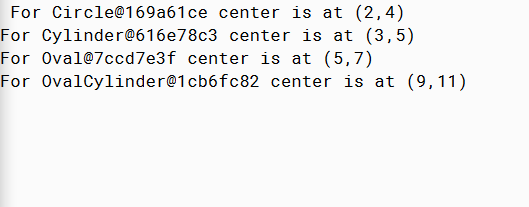 For Circle@169a61ce center is at (2,4)
For Cylinder@616e78c3 center is at (3,5)
For Oval@7ccd7e3f center is at (5,7)
For OvalCylinder@1cb6fc82 center is at (9,11)